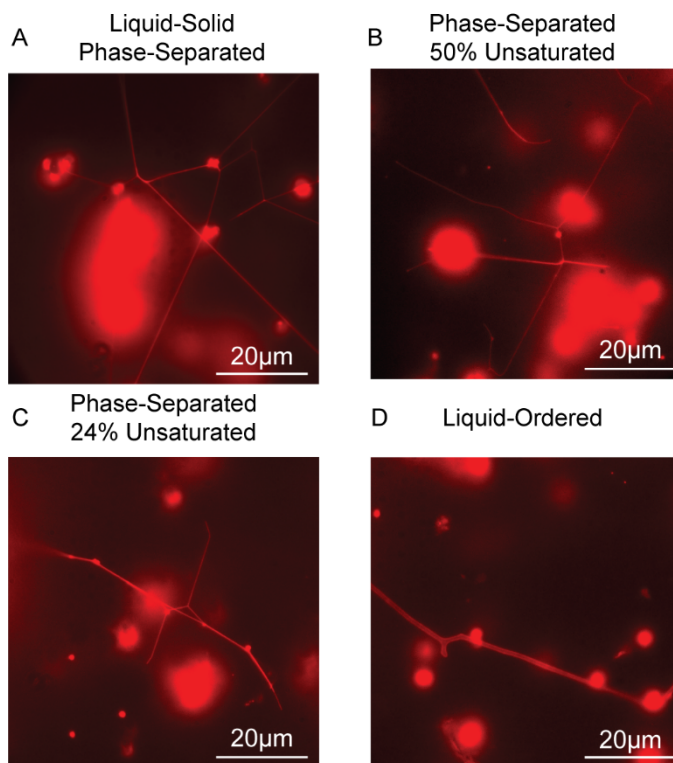 A
Liquid-Solid
Phase-Separated
20µm
B
Phase-Separated
50% Unsaturated
20µm
C
Phase-Separated
24% Unsaturated
20µm
D
Liquid-Ordered
20µm